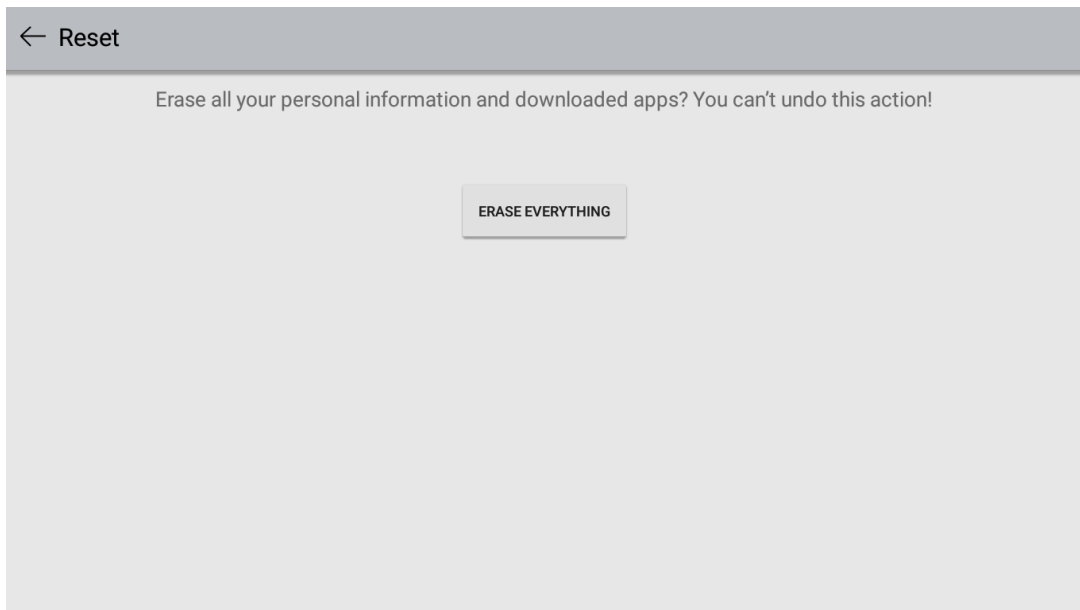 Reset
Erase all your personal information and downloaded apps? You can’t undo this action!
ERASE EVERYTHING